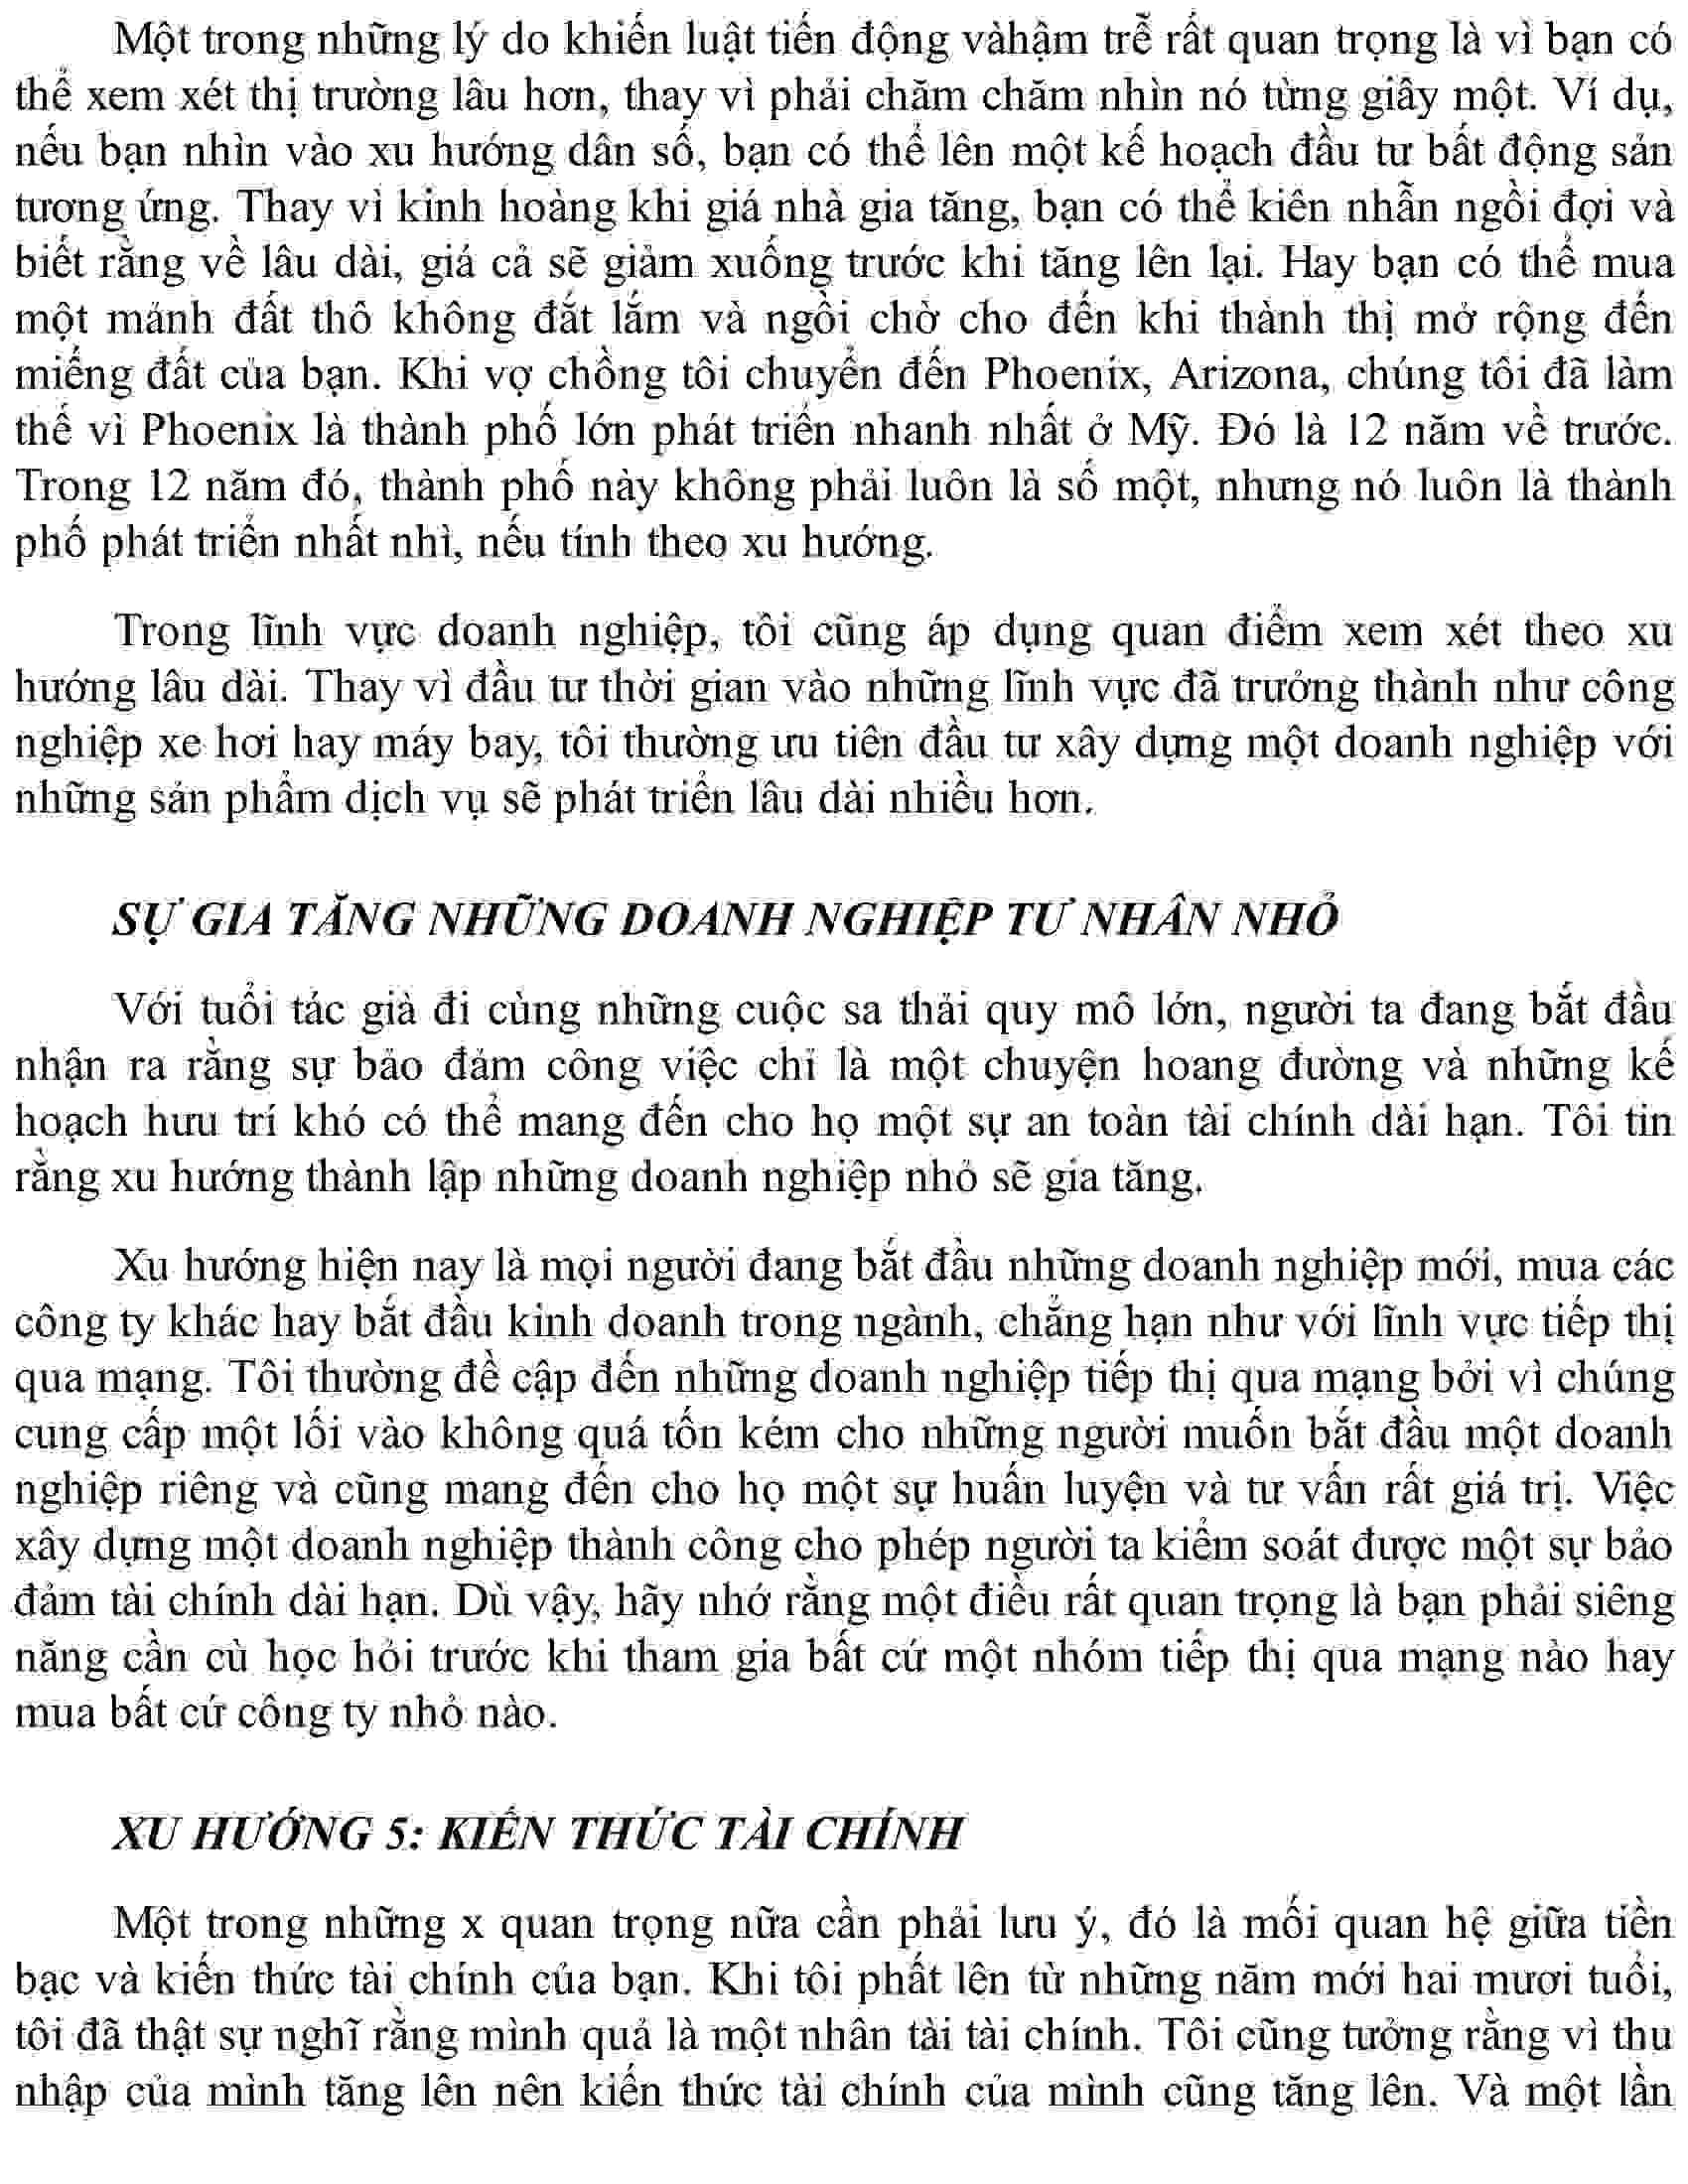 Một trong những lý do khiến luật tiến động vàhậm trễ rất quan trọng là vì bạn có
thể xem xét thị trường lâu hơn, thay vì phải chăm chăm nhìn nó từng giây một. Ví dụ,
nếu bạn nhìn vào xu hướng dân số, bạn có thể lên một kế hoạch đầu tư bất động sản
tương ứng. Thay vì kinh hoàng khi giá nhà gia tăng, bạn có thể kiên nhẫn ngồi đợi và
biết rằng về lâu dài, giá cả sẽ giảm xuống trước khi tăng lên lại. Hay bạn có thể mua
một mảnh đất thô không đắt lắm và ngồi chờ cho đến khi thành thị mở rộng đến
miếng đất của bạn. Khi vợ chồng tôi chuyển đến Phoenix, Arizona, chúng tôi đã làm
thế vì Phoenix là thành phố lớn phát triển nhanh nhất ở Mỹ. Đó là 12 năm về trước.
Trong 12 năm đó, thành phố này không phải luôn là số một, nhưng nó luôn là thành
phố phát triển nhất nhì, nếu tính theo xu hướng.
Trong lĩnh vực doanh nghiệp, tôi cũng áp dụng quan điểm xem xét theo xu
hướng lâu dài. Thay vì đầu tư thời gian vào những lĩnh vực đã trưởng thành như công
nghiệp xe hơi hay máy bay, tôi thường ưu tiên đầu tư xây dựng một doanh nghiệp với
những sản phẩm dịch vụ sẽ phát triển lâu dài nhiều hơn.
SỰ GIA TĂNG NHỮNG DOANH NGHIỆP TƯ NHÂN NHỎ
Với tuổi tác già đi cùng những cuộc sa thải quy mô lớn, người ta đang bắt đầu
nhận ra rằng sự bảo đảm công việc chỉ là một chuyện hoang đường và những kế
hoạch hưu trí khó có thể mang đến cho họ một sự an toàn tài chính dài hạn. Tôi tin
rằng xu hướng thành lập những doanh nghiệp nhỏ sẽ gia tăng.
Xu hướng hiện nay là mọi người đang bắt đầu những doanh nghiệp mới, mua các
công ty khác hay bắt đầu kinh doanh trong ngành, chẳng hạn như với lĩnh vực tiếp thị
qua mạng. Tôi thường đề cập đến những doanh nghiệp tiếp thị qua mạng bởi vì chúng
cung cấp một lối vào không quá tốn kém cho những người muốn bắt đầu một doanh
nghiệp riêng và cũng mang đến cho họ một sự huấn luyện và tư vấn rất giá trị. Việc
xây dựng một doanh nghiệp thành công cho phép người ta kiểm soát được một sự bảo
đảm tài chính dài hạn. Dù vậy, hãy nhớ rằng một điều rất quan trọng là bạn phải siêng
năng cần cù học hỏi trước khi tham gia bất cứ một nhóm tiếp thị qua mạng nào hay
mua bất cứ công ty nhỏ nào.
XU HƯỚNG 5: KIẾN THỨC TÀI CHÍNH
Một trong những x quan trọng nữa cần phải lưu ý, đó là mối quan hệ giữa tiền
bạc và kiến thức tài chính của bạn. Khi tôi phất lên từ những năm mới hai mươi tuổi,
tôi đã thật sự nghĩ rằng mình quả là một nhân tài tài chính. Tôi cũng tưởng rằng vì thu
nhập của mình tăng lên nên kiến thức tài chính của mình cũng tăng lên. Và một lần